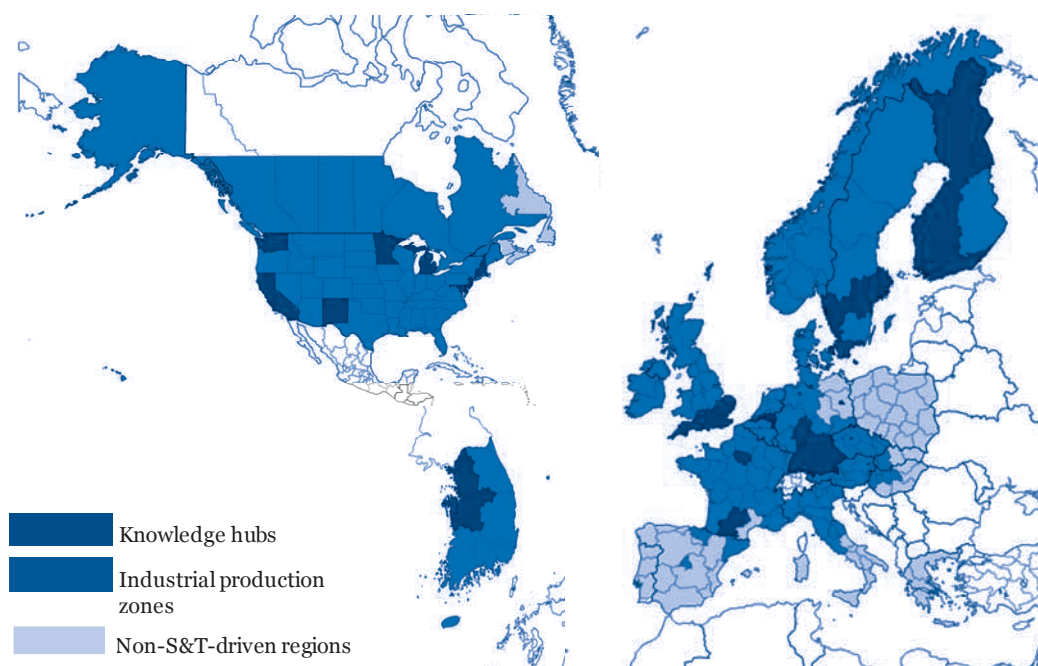 Knowledge hubs
Industrial production
zones
Non-S&T-driven regions